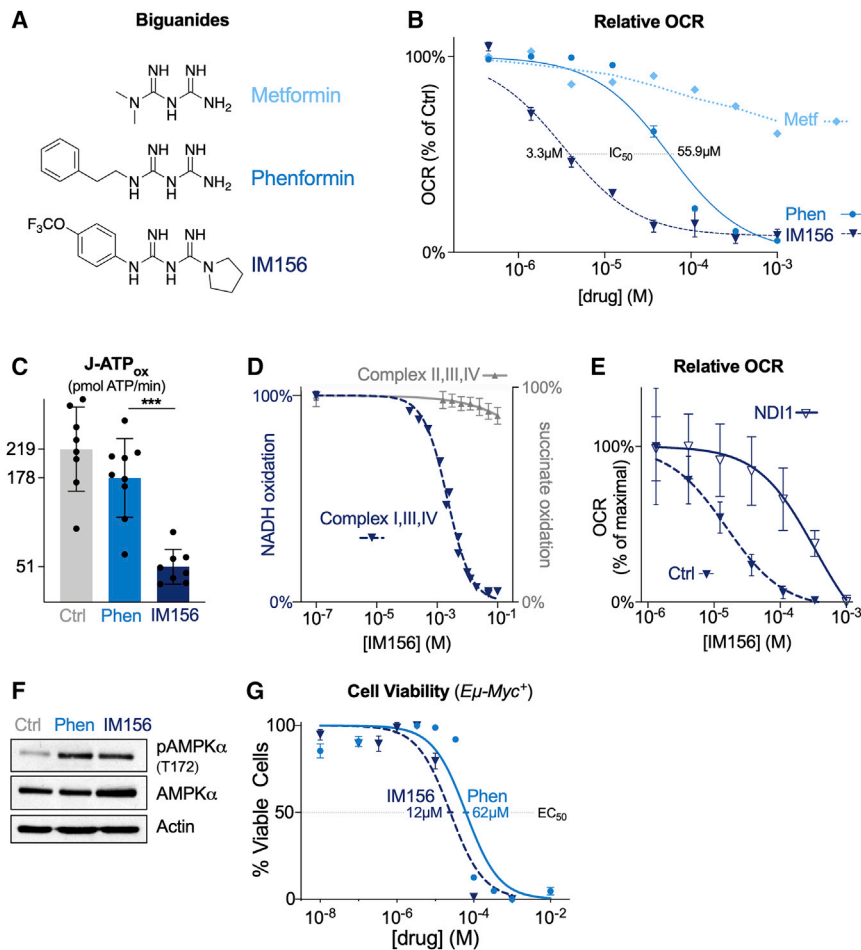 A
Biguanides
NH NH
N N H NH₂
Metformin
NH NH
N H N H NH₂
Phenformin
F₃CO
NH NH
N H N H N
IM156
B
Relative OCR
OCR (% of Ctrl)
100%
0%
3.3µM
IC₅₀
55.9µM
Metf
Phen
IM156
10⁻⁶ 10⁻⁵ 10⁻⁴ 10⁻³
[drug] (M)
C
J-ATPox
(pmol ATP/min)
***
219
178
51
Ctrl Phen IM156
D
Complex II,III,IV
100%
100%
NADH oxidation
succinate oxidation
Complex I,III,IV
0%
0%
10⁻⁷ 10⁻⁵ 10⁻³ 10⁻¹
[IM156] (M)
E
Relative OCR
NDI1
100%
OCR
(% of maximal)
Ctrl
0%
10⁻⁶ 10⁻⁵ 10⁻⁴ 10⁻³
[IM156] (M)
F
Ctrl Phen IM156
pAMPKα
(T172)
AMPKα
Actin
G
Cell Viability (Eµ-Myc⁺)
% Viable Cells
100
50
0
IM156
12µM
Phen
62µM
EC₅₀
10⁻⁸ 10⁻⁶ 10⁻⁴ 10⁻²
[drug] (M)